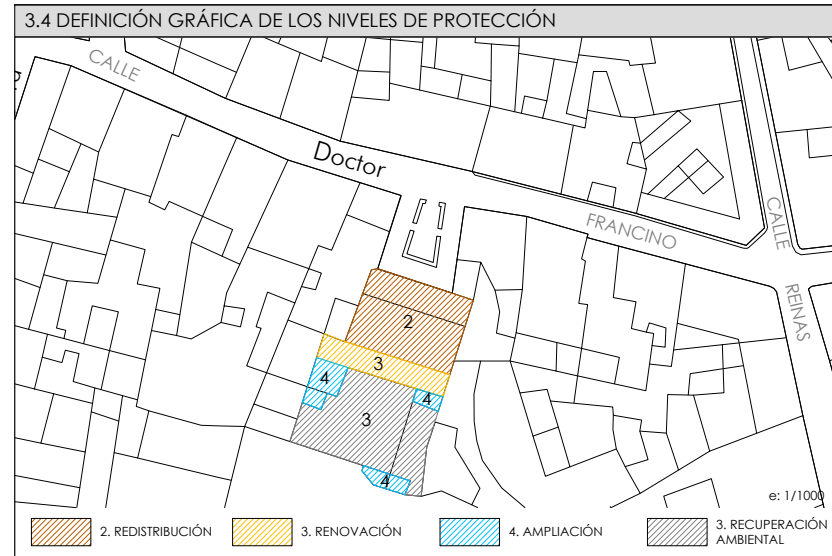 3.4 DEFINICIÓN GRÁFICA DE LOS NIVELES DE PROTECCIÓN
CALLE
Doctor
FRANCINO
CALLE
REINAS
2
3
4
4
3
4
e: 1/1000
2. REDISTRIBUCIÓN
3. RENOVACIÓN
4. AMPLIACIÓN
3. RECUPERACIÓN
AMBIENTAL